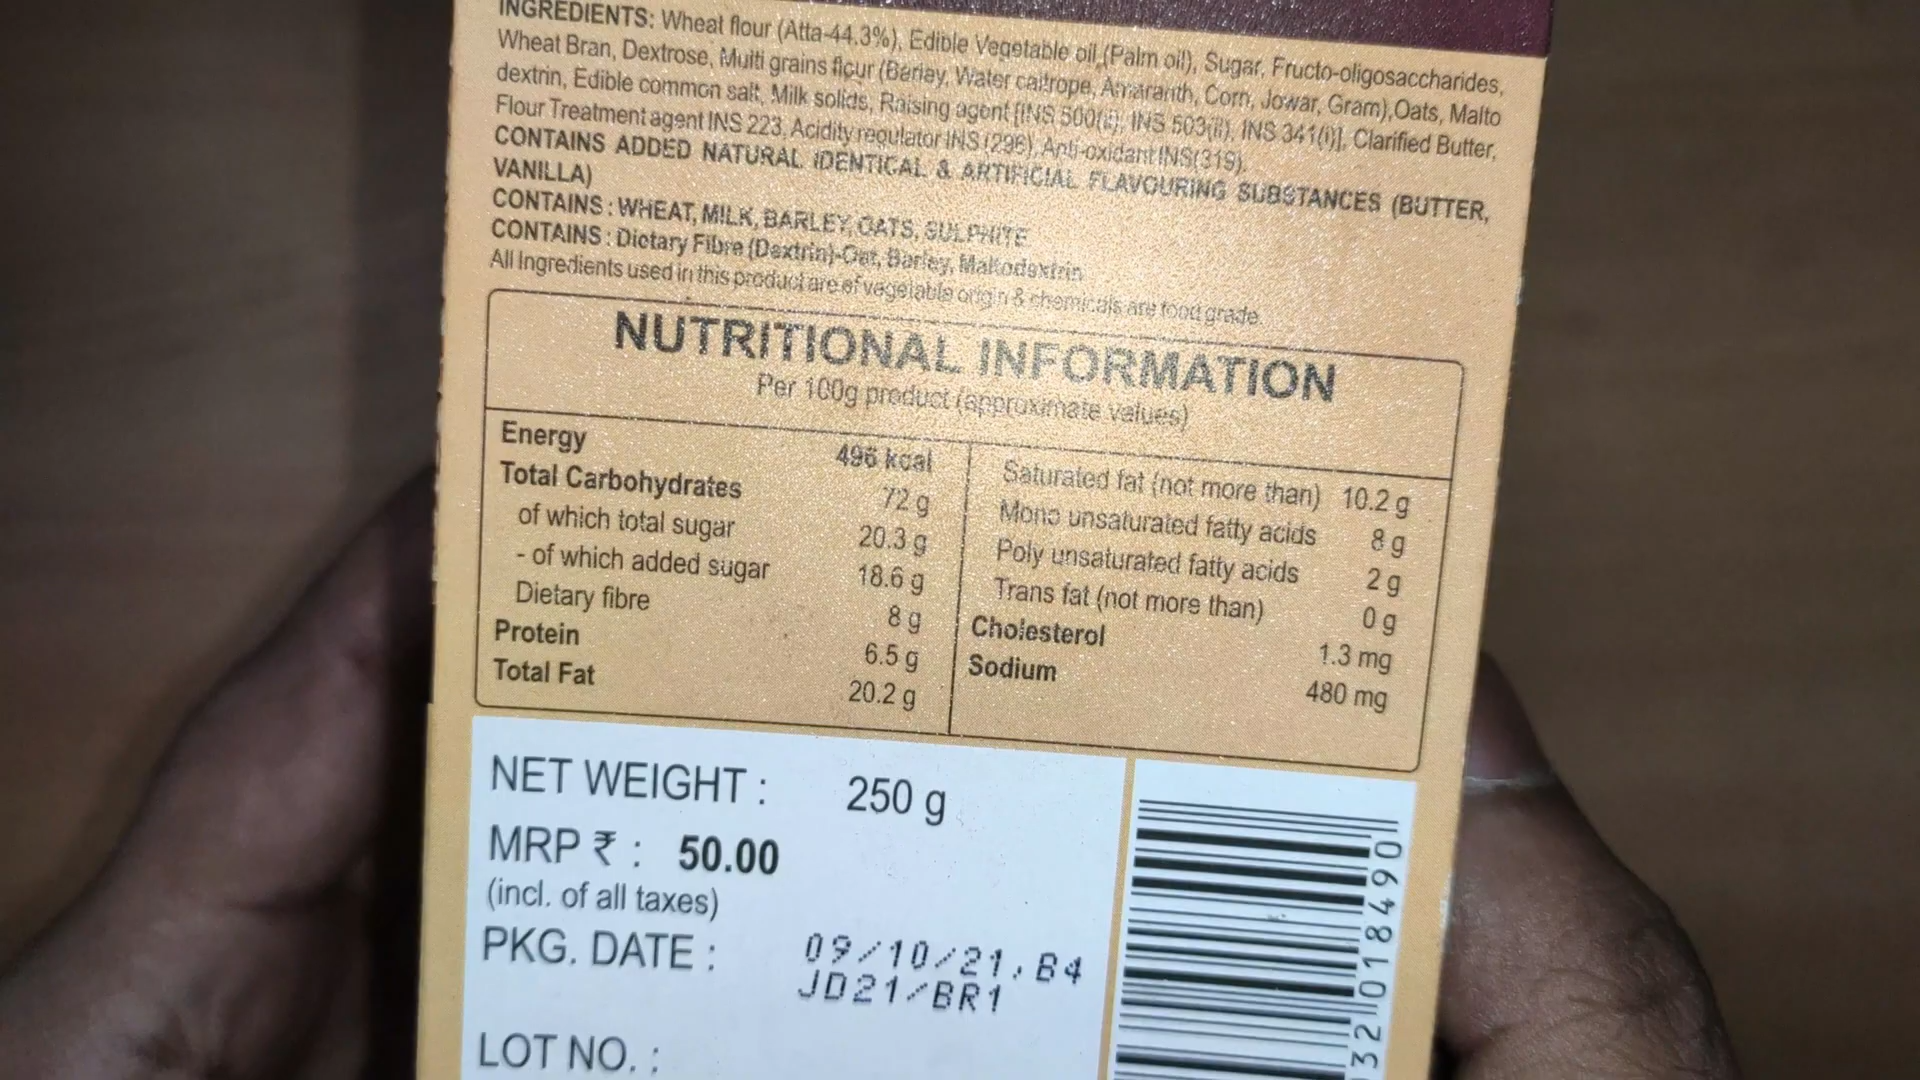 INGREDIENTS: Wheat flour (Atta-44.3%), Edible Vegetable oil (Palm oil), Sugar, Fructo-oligosaccharides,
Wheat Bran, Dextrose, Multi grains flour (Barley, Water caltrope, Amaranth, Corn, Jowar, Gram),Oats, Malto
dextrin, Edible common salt, Milk solids, Raising agent [INS 500(ii), INS 503(ii), INS 341(i)], Clarified Butter,
Flour Treatment agent INS 223, Acidity regulator INS (296), Anti-oxidant INS(319).
CONTAINS ADDED NATURAL IDENTICAL & ARTIFICIAL FLAVOURING SUBSTANCES (BUTTER,
VANILLA)
CONTAINS : WHEAT, MILK, BARLEY, OATS, SULPHITE
CONTAINS : Dietary Fibre (Dextrin)-Oat, Barley, Maltodextrin
All Ingredients used in this product are of vegetable origin & chemicals are food grade.
NUTRITIONAL INFORMATION
Per 100g product (approximate values)
Energy 496 kcal
Total Carbohydrates 72 g
of which total sugar 20.3 g
- of which added sugar 18.6 g
Dietary fibre 8 g
Protein 6.5 g
Total Fat 20.2 g
Saturated fat (not more than) 10.2 g
Mono unsaturated fatty acids 8 g
Poly unsaturated fatty acids 2 g
Trans fat (not more than) 0 g
Cholesterol 1.3 mg
Sodium 480 mg
NET WEIGHT : 250 g
MRP ₹ : 50.00
(incl. of all taxes)
PKG. DATE : 09/10/21, B4
JD21/BR1
LOT NO. :
32 018490